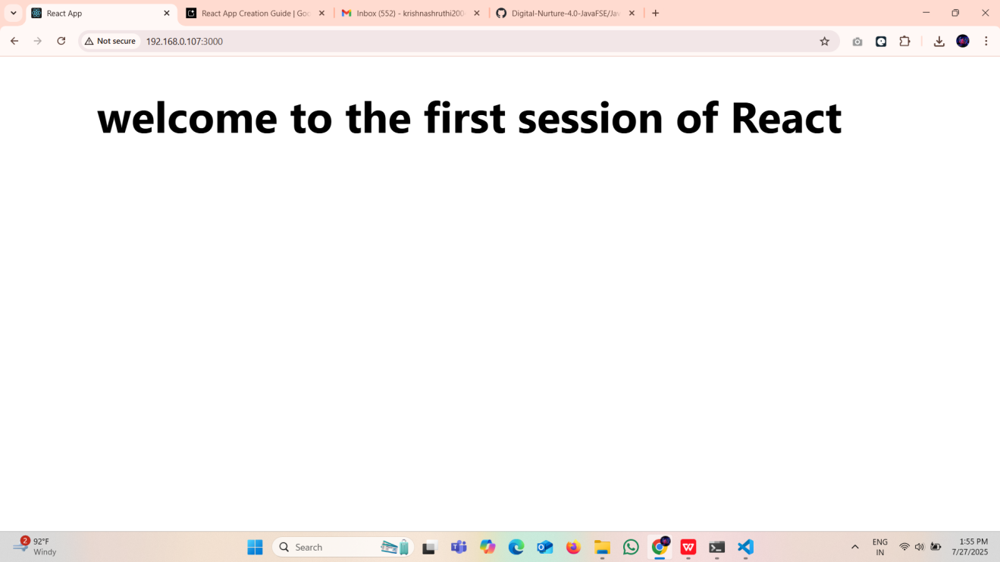 React App
React App Creation Guide | Goo
Inbox (552) - krishnashruthi200
Digital-Nurture-4.0-JavaFSE/Jav
Not secure
192.168.0.107:3000
welcome to the first session of React
2
92°F
Windy
Search
ENG
IN
1:55 PM
7/27/2025